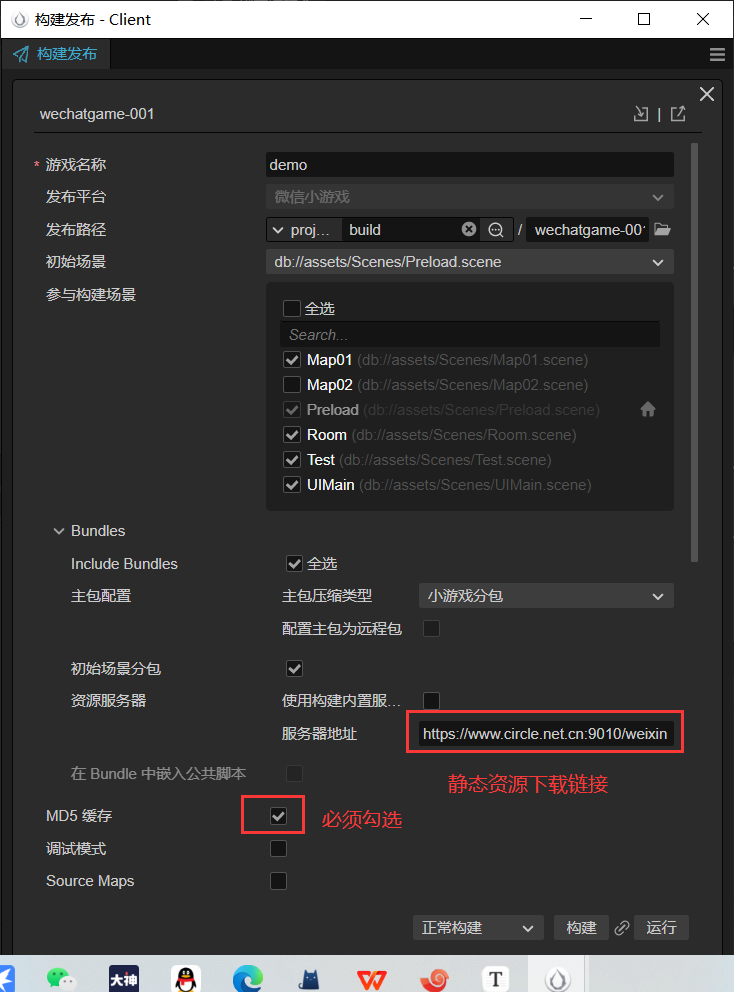 构建发布 - Client
构建发布
wechatgame-001
* 游戏名称 demo
发布平台 微信小游戏
发布路径 proj... build / wechatgame-00
初始场景 db://assets/Scenes/Preload.scene
参与构建场景
全选
Search...
Map01 (db://assets/Scenes/Map01.scene)
Map02 (db://assets/Scenes/Map02.scene)
Preload (db://assets/Scenes/Preload.scene)
Room (db://assets/Scenes/Room.scene)
Test (db://assets/Scenes/Test.scene)
UIMain (db://assets/Scenes/UIMain.scene)
Bundles
Include Bundles 全选
主包配置 主包压缩类型 小游戏分包
配置主包为远程包
初始场景分包
资源服务器 使用构建内置服...
服务器地址 https://www.circle.net.cn:9010/weixin
静态资源下载链接
在 Bundle 中嵌入公共脚本
MD5 缓存 必须勾选
调试模式
Source Maps
正常构建 构建 运行
大神 W T